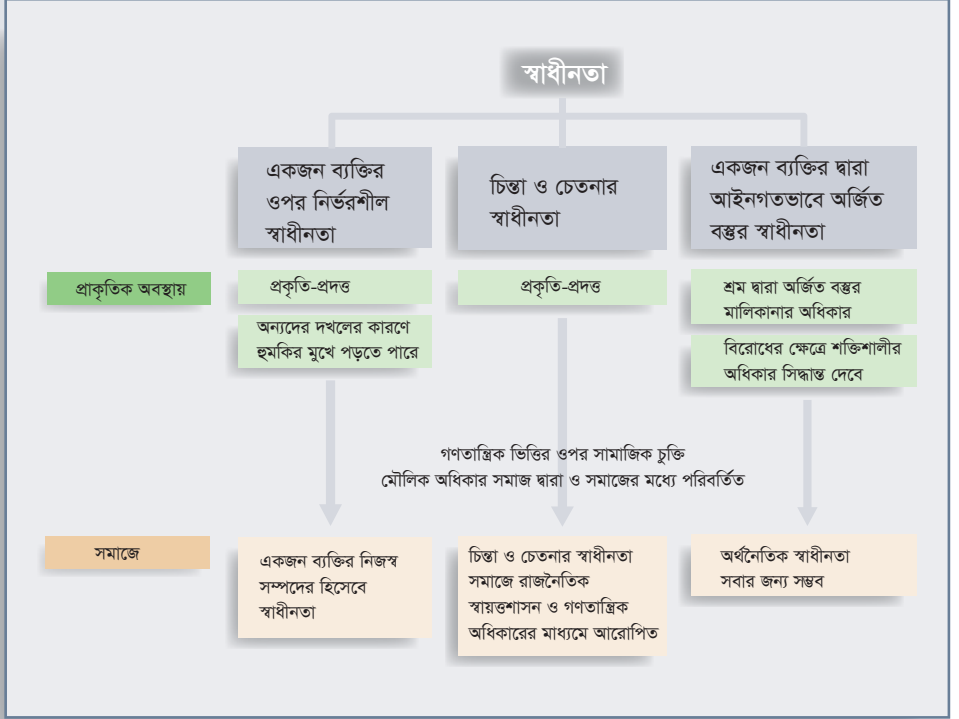 স্বাধীনতা
একজন ব্যক্তির
ওপর নির্ভরশীল
স্বাধীনতা
চিন্তা ও চেতনার
স্বাধীনতা
একজন ব্যক্তির দ্বারা
আইনগতভাবে অর্জিত
বস্তুর স্বাধীনতা
প্রাকৃতিক অবস্থায়
প্রকৃতি-প্রদত্ত
অন্যদের দখলের কারণে
হুমকির মুখে পড়তে পারে
প্রকৃতি-প্রদত্ত
শ্রম দ্বারা অর্জিত বস্তুর
মালিকানার অধিকার
বিরোধের ক্ষেত্রে শক্তিশালীর
অধিকার সিদ্ধান্ত দেবে
গণতান্ত্রিক ভিত্তির ওপর সামাজিক চুক্তি
মৌলিক অধিকার সমাজ দ্বারা ও সমাজের মধ্যে পরিবর্তিত
সমাজে
একজন ব্যক্তির নিজস্ব
সম্পদের হিসেবে
স্বাধীনতা
চিন্তা ও চেতনার স্বাধীনতা
সমাজে রাজনৈতিক
স্বায়ত্তশাসন ও গণতান্ত্রিক
অধিকারের মাধ্যমে আরোপিত
অর্থনৈতিক স্বাধীনতা
সবার জন্য সম্ভব